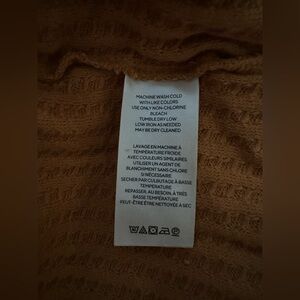 MACHINE WASH COLD
WITH LIKE COLORS
USE ONLY NON-CHLORINE
BLEACH
TUMBLE DRY LOW
LOW IRON AS NEEDED
MAY BE DRY CLEANED
LAVAGE EN MACHINE À
TEMPÉRATURE FROIDE
AVEC COULEURS SIMILAIRES
UTILISER UN AGENT DE
BLANCHIMENT SANS CHLORE
SI NÉCESSAIRE
SÉCHER PAR CULBUTAGE À BASSE
TEMPÉRATURE
REPASSER, AU BESOIN, À TRÈS
BASSE TEMPÉRATURE
PEUT-ÊTRE ÊTRE NETTOYÉE À SEC